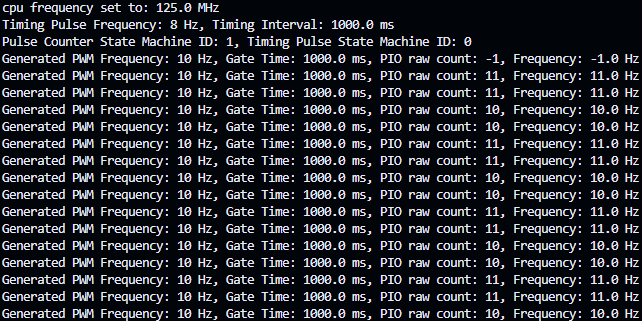 cpu frequency set to: 125.0 MHz
Timing Pulse Frequency: 8 Hz, Timing Interval: 1000.0 ms
Pulse Counter State Machine ID: 1, Timing Pulse State Machine ID: 0
Generated PWM Frequency: 10 Hz, Gate Time: 1000.0 ms, PIO raw count: -1, Frequency: -1.0 Hz
Generated PWM Frequency: 10 Hz, Gate Time: 1000.0 ms, PIO raw count: 11, Frequency: 11.0 Hz
Generated PWM Frequency: 10 Hz, Gate Time: 1000.0 ms, PIO raw count: 11, Frequency: 11.0 Hz
Generated PWM Frequency: 10 Hz, Gate Time: 1000.0 ms, PIO raw count: 10, Frequency: 10.0 Hz
Generated PWM Frequency: 10 Hz, Gate Time: 1000.0 ms, PIO raw count: 10, Frequency: 10.0 Hz
Generated PWM Frequency: 10 Hz, Gate Time: 1000.0 ms, PIO raw count: 11, Frequency: 11.0 Hz
Generated PWM Frequency: 10 Hz, Gate Time: 1000.0 ms, PIO raw count: 11, Frequency: 11.0 Hz
Generated PWM Frequency: 10 Hz, Gate Time: 1000.0 ms, PIO raw count: 10, Frequency: 10.0 Hz
Generated PWM Frequency: 10 Hz, Gate Time: 1000.0 ms, PIO raw count: 10, Frequency: 10.0 Hz
Generated PWM Frequency: 10 Hz, Gate Time: 1000.0 ms, PIO raw count: 11, Frequency: 11.0 Hz
Generated PWM Frequency: 10 Hz, Gate Time: 1000.0 ms, PIO raw count: 11, Frequency: 11.0 Hz
Generated PWM Frequency: 10 Hz, Gate Time: 1000.0 ms, PIO raw count: 10, Frequency: 10.0 Hz
Generated PWM Frequency: 10 Hz, Gate Time: 1000.0 ms, PIO raw count: 10, Frequency: 10.0 Hz
Generated PWM Frequency: 10 Hz, Gate Time: 1000.0 ms, PIO raw count: 11, Frequency: 11.0 Hz
Generated PWM Frequency: 10 Hz, Gate Time: 1000.0 ms, PIO raw count: 11, Frequency: 11.0 Hz
Generated PWM Frequency: 10 Hz, Gate Time: 1000.0 ms, PIO raw count: 10, Frequency: 10.0 Hz